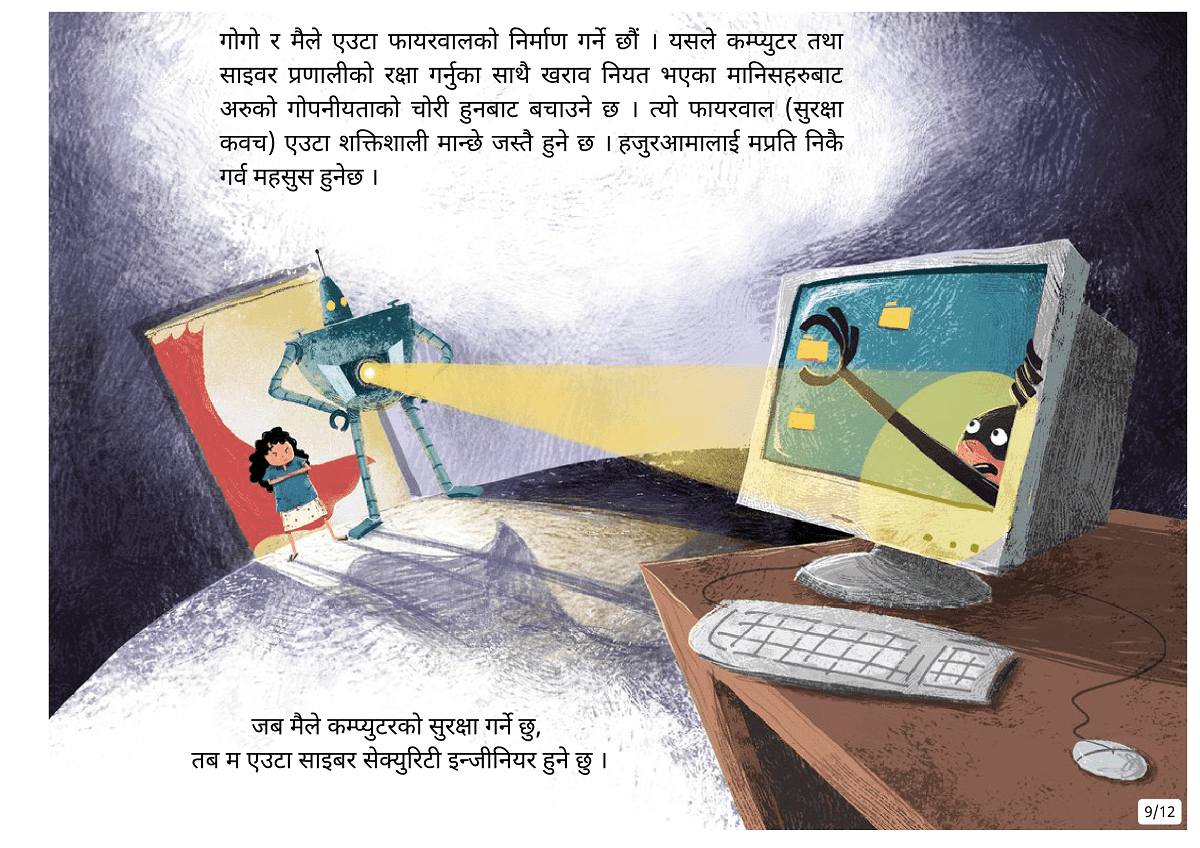 गोगो र मैले एउटा फायरवालको निर्माण गर्ने छौं । यसले कम्प्युटर तथा
साइवर प्रणालीको रक्षा गर्नुका साथै खराव नियत भएका मानिसहरुबाट
अरुको गोपनीयताको चोरी हुनबाट बचाउने छ । त्यो फायरवाल (सुरक्षा
कवच) एउटा शक्तिशाली मान्छे जस्तै हुने छ । हजुरआमालाई मप्रति निकै
गर्व महसुस हुनेछ ।
जब मैले कम्प्युटरको सुरक्षा गर्ने छु,
तब म एउटा साइबर सेक्युरिटी इन्जीनियर हुने छु ।
9/12